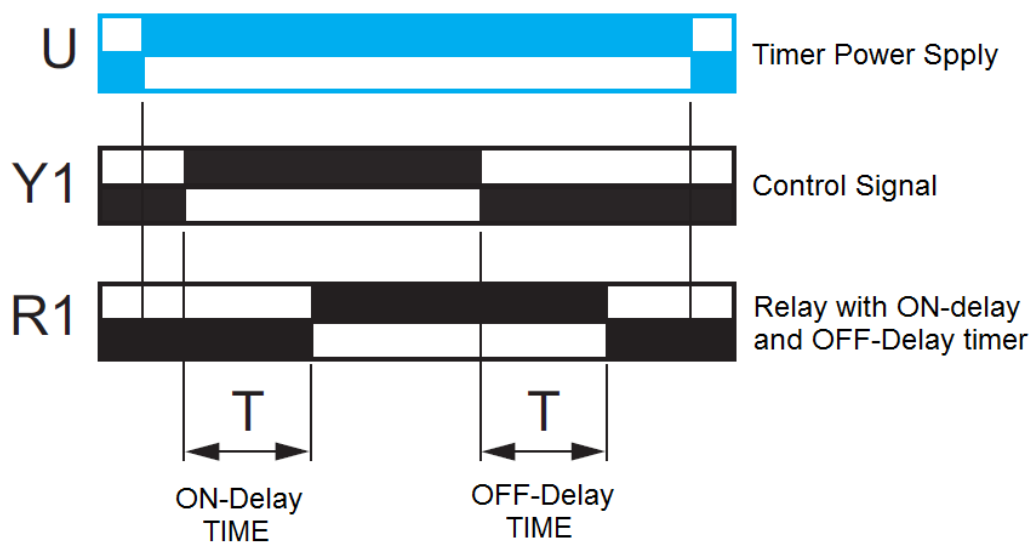 U
Timer Power Spply
Y1
Control Signal
R1
Relay with ON-delay
and OFF-Delay timer
T
T
ON-Delay
TIME
OFF-Delay
TIME